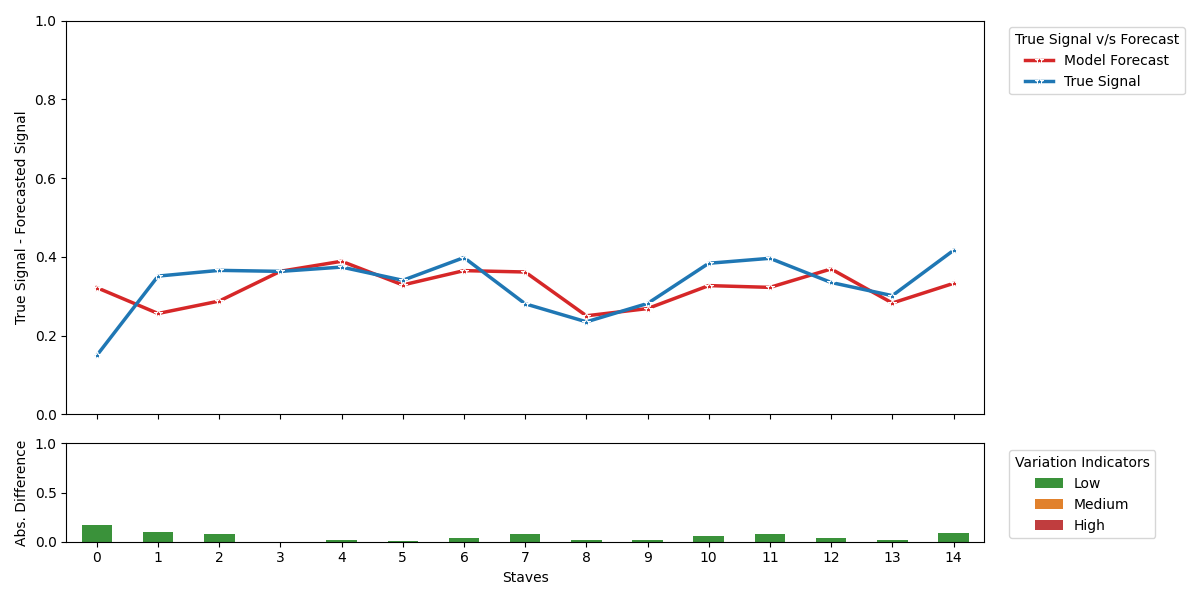 1.0
0.8
0.6
0.4
0.2
0.0
True Signal - Forecasted Signal
True Signal v/s Forecast
Model Forecast
True Signal
1.0
0.5
0.0
Abs. Difference
0 1 2 3 4 5 6 7 8 9 10 11 12 13 14
Staves
Variation Indicators
Low
Medium
High